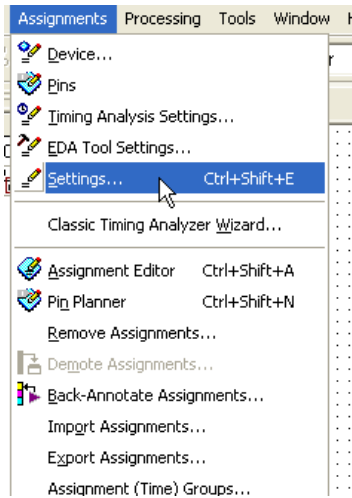 Assignments Processing Tools Window
Device...
Pins
Timing Analysis Settings...
EDA Tool Settings...
Settings... Ctrl+Shift+E
Classic Timing Analyzer Wizard...
Assignment Editor Ctrl+Shift+A
Pin Planner Ctrl+Shift+N
Remove Assignments...
Demote Assignments...
Back-Annotate Assignments...
Import Assignments...
Export Assignments...
Assignment (Time) Groups...